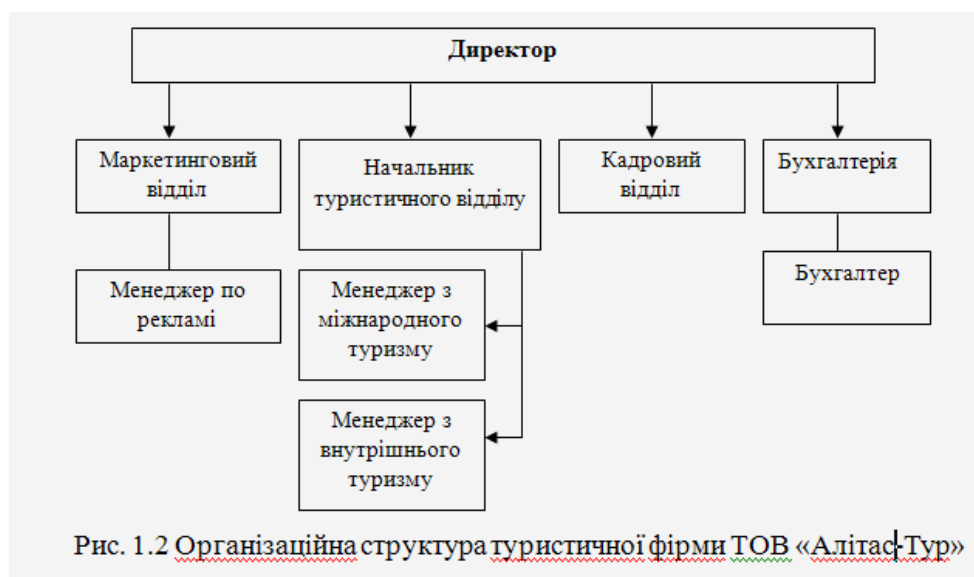 Директор
Маркетинговий
відділ
Начальник
туристичного відділу
Кадровий
відділ
Бухгалтерія
Менеджер по
рекламі
Менеджер з
міжнародного
туризму
Бухгалтер
Менеджер з
внутрішнього
туризму
Рис. 1.2 Організаційна структура туристичної фірми ТОВ «Алітас-Тур»